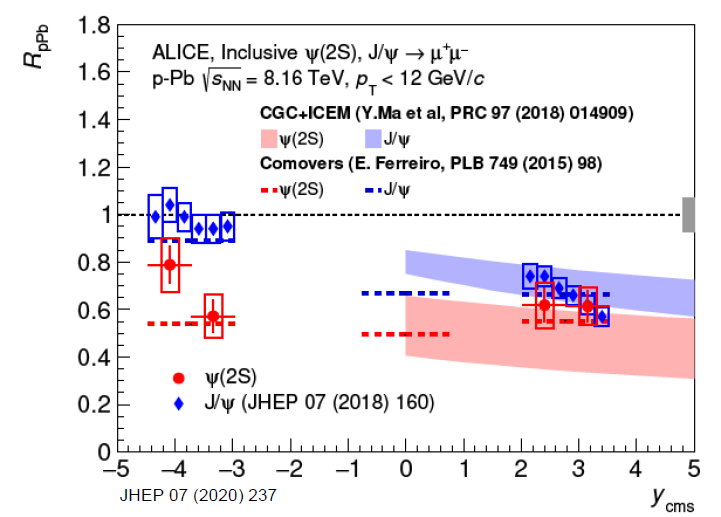 1.8
R_pPb
ALICE, Inclusive ψ(2S), J/ψ → μ⁺μ⁻
1.6
p-Pb √s_NN = 8.16 TeV, p_T < 12 GeV/c
1.4
CGC+ICEM (Y.Ma et al, PRC 97 (2018) 014909)
ψ(2S) J/ψ
1.2
Comovers (E. Ferreiro, PLB 749 (2015) 98)
ψ(2S) J/ψ
1
0.8
0.6
0.4
ψ(2S)
0.2
J/ψ (JHEP 07 (2018) 160)
0
−5 −4 −3 −2 −1 0 1 2 3 4 5
JHEP 07 (2020) 237
y_cms